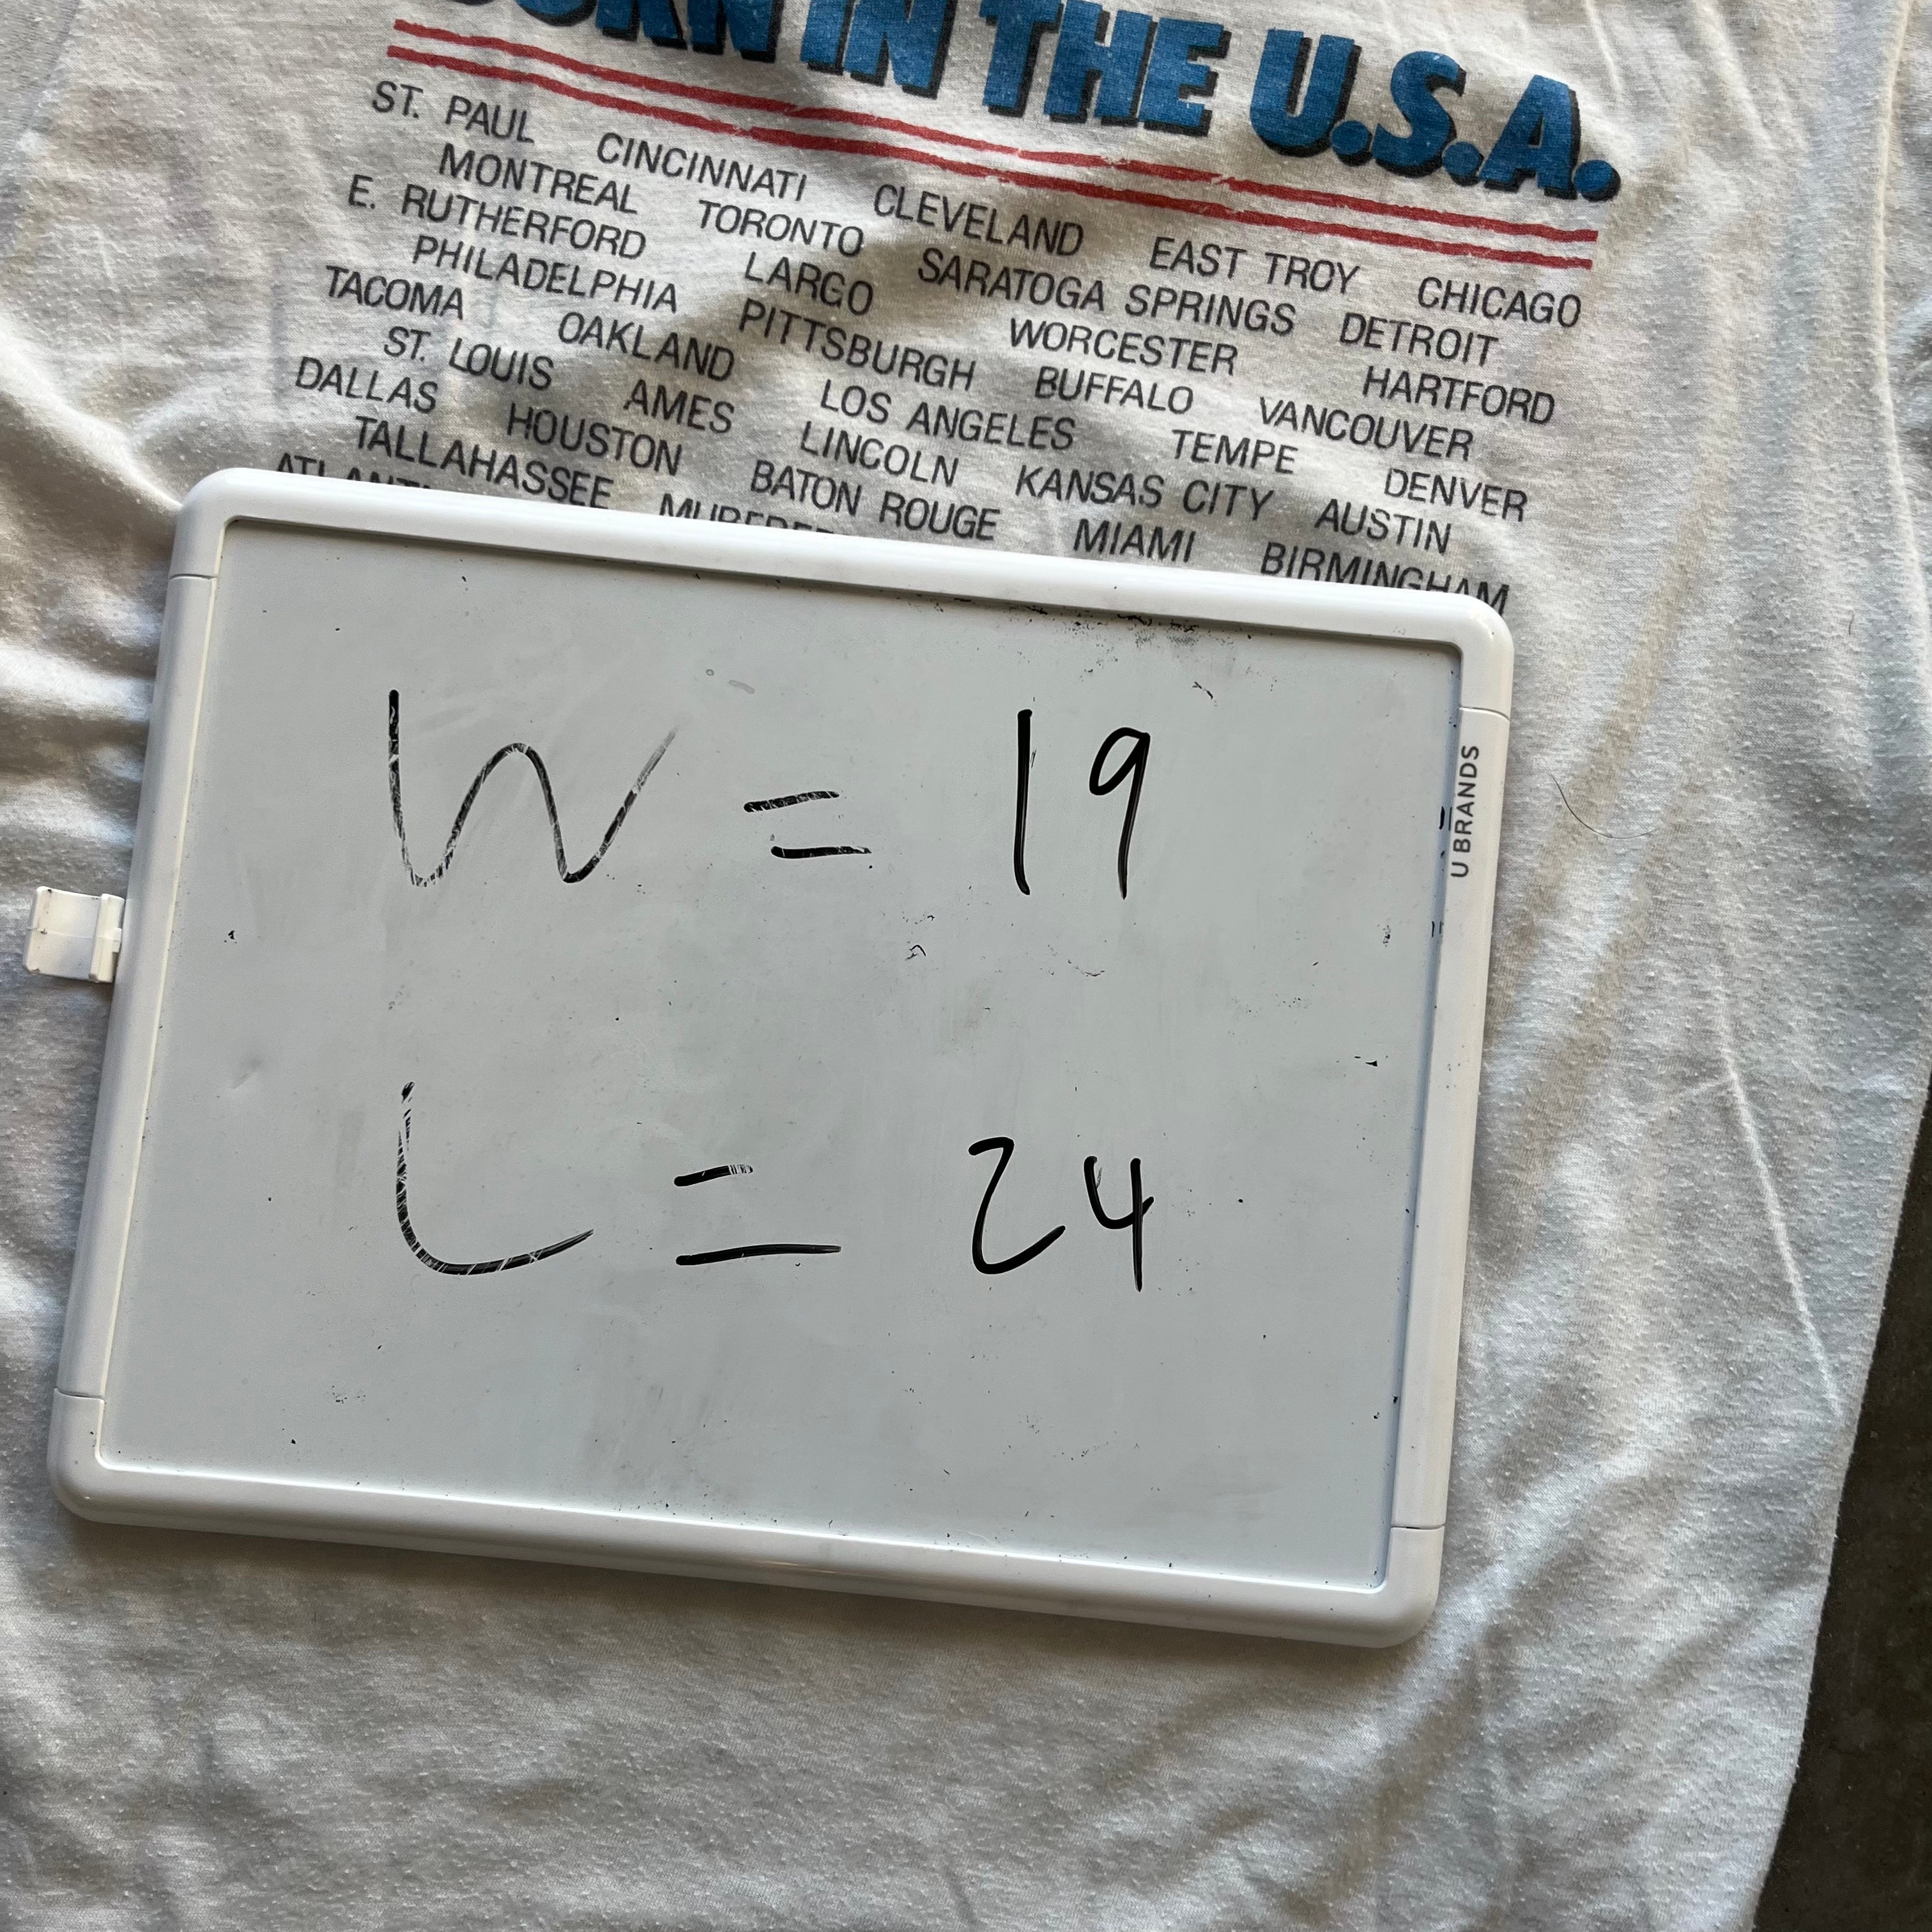 BORN IN THE U.S.A.
ST. PAUL CINCINNATI CLEVELAND EAST TROY CHICAGO
MONTREAL TORONTO SARATOGA SPRINGS DETROIT
E. RUTHERFORD LARGO WORCESTER HARTFORD
PHILADELPHIA PITTSBURGH BUFFALO VANCOUVER
TACOMA OAKLAND LOS ANGELES TEMPE DENVER
ST. LOUIS AMES LINCOLN KANSAS CITY AUSTIN
DALLAS HOUSTON BATON ROUGE MIAMI BIRMINGHAM
TALLAHASSEE
W = 19
L = 24
U BRANDS